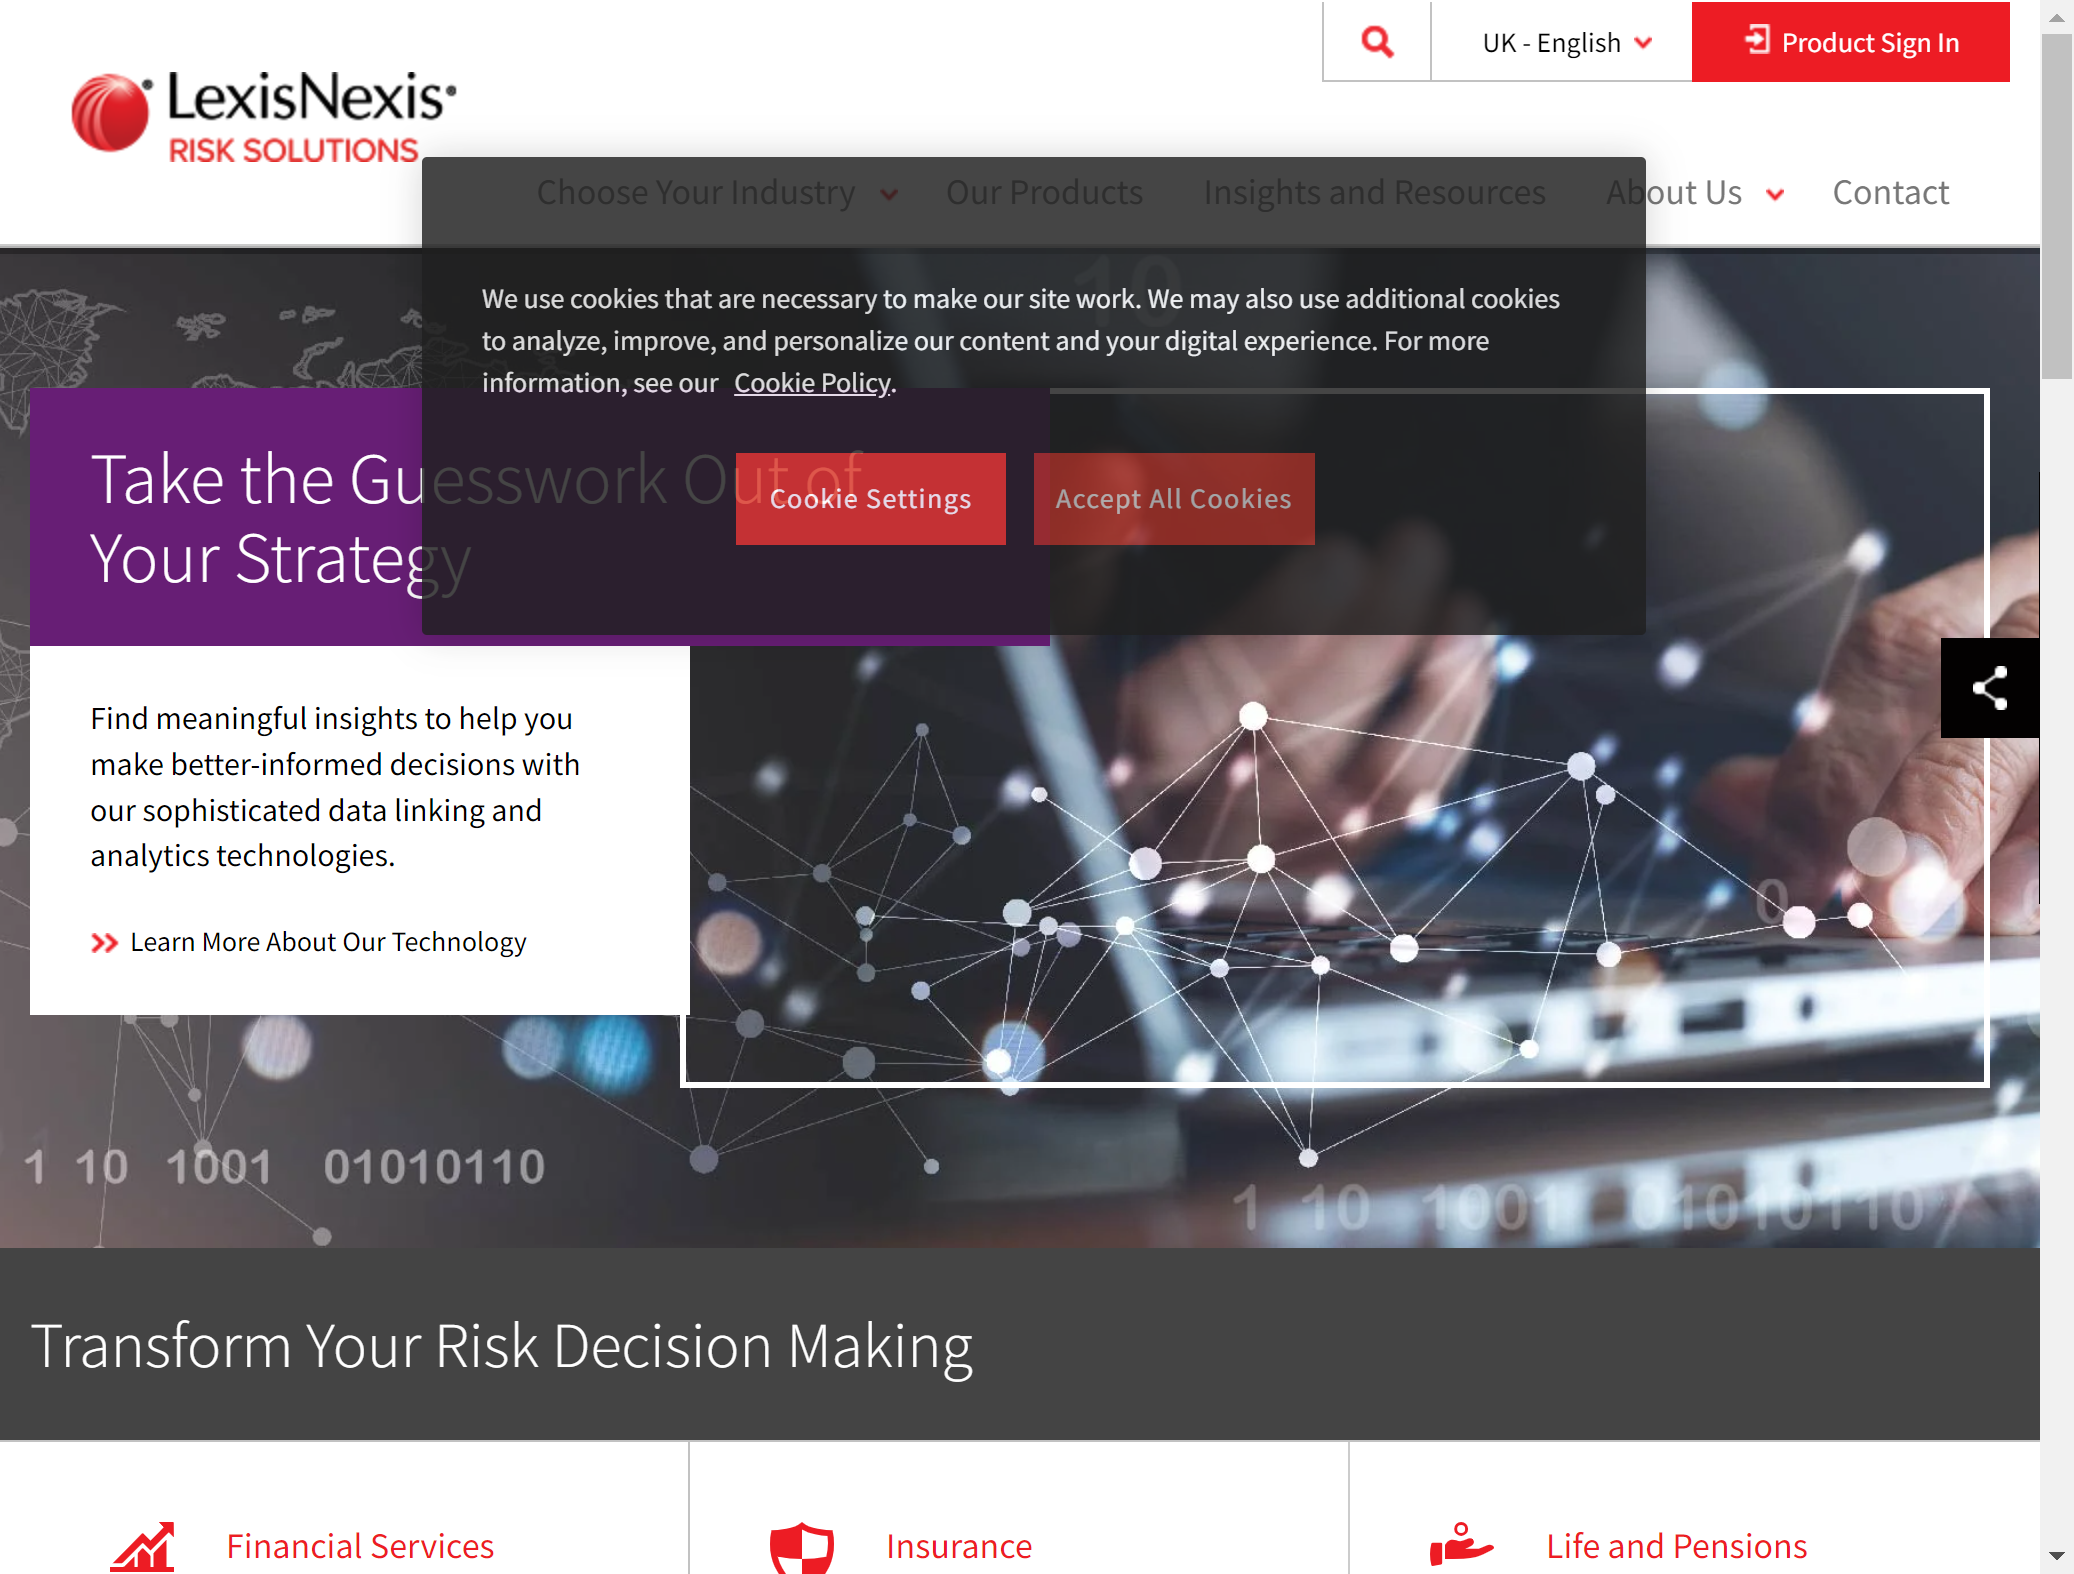 UK - English
Product Sign In
LexisNexis
RISK SOLUTIONS
Choose Your Industry
Our Products
Insights and Resources
About Us
Contact
10
We use cookies that are necessary to make our site work. We may also use additional cookies
to analyze, improve, and personalize our content and your digital experience. For more
information, see our Cookie Policy.
Cookie Settings
Accept All Cookies
Take the Guesswork Out of
Your Strategy
Find meaningful insights to help you
make better-informed decisions with
our sophisticated data linking and
analytics technologies.
Learn More About Our Technology
0
1 10 1001 01010110
1 10 1001 01010110
Transform Your Risk Decision Making
Financial Services
Insurance
Life and Pensions